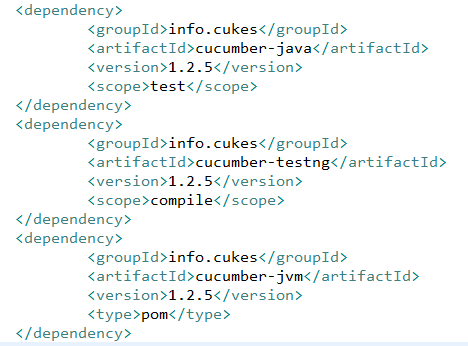 <dependency>
<groupId>info.cukes</groupId>
<artifactId>cucumber-java</artifactId>
<version>1.2.5</version>
<scope>test</scope>
</dependency>
<dependency>
<groupId>info.cukes</groupId>
<artifactId>cucumber-testng</artifactId>
<version>1.2.5</version>
<scope>compile</scope>
</dependency>
<dependency>
<groupId>info.cukes</groupId>
<artifactId>cucumber-jvm</artifactId>
<version>1.2.5</version>
<type>pom</type>
</dependency>